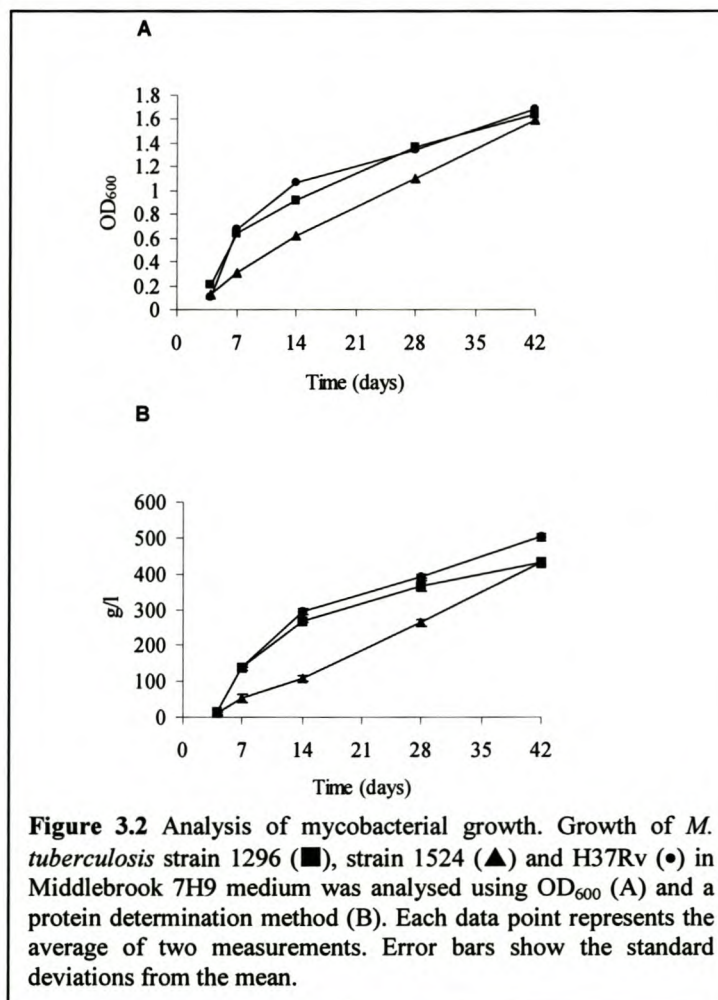 A
1.8
1.6
1.4
1.2
1
0.8
0.6
0.4
0.2
0
OD600
0 7 14 21 28 35 42
Time (days)
B
600
500
400
300
200
100
0
g/l
0 7 14 21 28 35 42
Time (days)
Figure 3.2 Analysis of mycobacterial growth. Growth of M.
tuberculosis strain 1296 (■), strain 1524 (▲) and H37Rv (●) in
Middlebrook 7H9 medium was analysed using OD600 (A) and a
protein determination method (B). Each data point represents the
average of two measurements. Error bars show the standard
deviations from the mean.